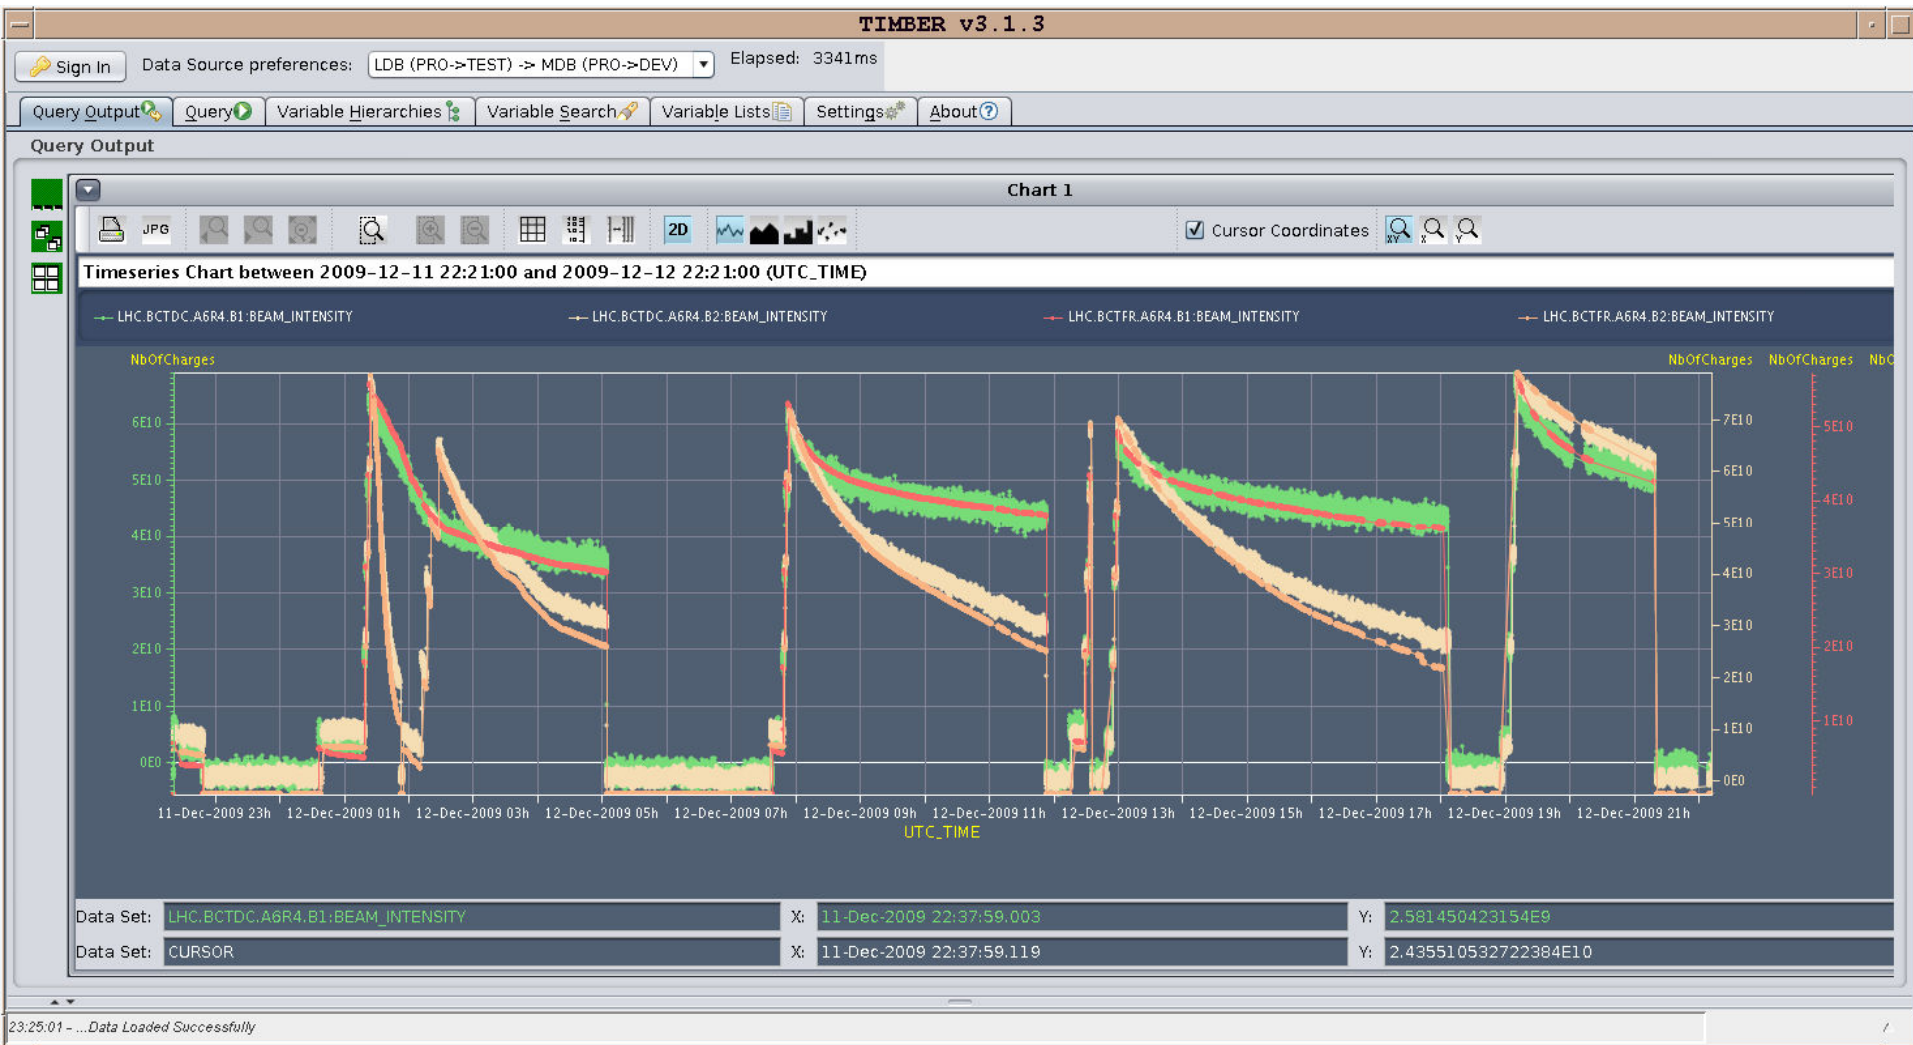 TIMBER v3.1.3
Sign In Data Source preferences: LDB (PRO->TEST) -> MDB (PRO->DEV) Elapsed: 3341ms
Query Output Query Variable Hierarchies Variable Search Variable Lists Settings About
Query Output
Chart 1
JPG 2D Cursor Coordinates XY X Y
Timeseries Chart between 2009-12-11 22:21:00 and 2009-12-12 22:21:00 (UTC_TIME)
LHC.BCTDC.A6R4.B1:BEAM_INTENSITY LHC.BCTDC.A6R4.B2:BEAM_INTENSITY LHC.BCTFR.A6R4.B1:BEAM_INTENSITY LHC.BCTFR.A6R4.B2:BEAM_INTENSITY
NbOfCharges NbOfCharges NbOfCharges NbO
6E10 7E10 5E10
5E10 6E10
4E10
4E10 5E10
3E10 4E10 3E10
2E10 3E10 2E10
2E10
1E10 1E10 1E10
0E0 0E0
11-Dec-2009 23h 12-Dec-2009 01h 12-Dec-2009 03h 12-Dec-2009 05h 12-Dec-2009 07h 12-Dec-2009 09h 12-Dec-2009 11h 12-Dec-2009 13h 12-Dec-2009 15h 12-Dec-2009 17h 12-Dec-2009 19h 12-Dec-2009 21h
UTC_TIME
Data Set: LHC.BCTDC.A6R4.B1:BEAM_INTENSITY X: 11-Dec-2009 22:37:59.003 Y: 2.581450423154E9
Data Set: CURSOR X: 11-Dec-2009 22:37:59.119 Y: 2.435510532722384E10
23:25:01 - ...Data Loaded Successfully